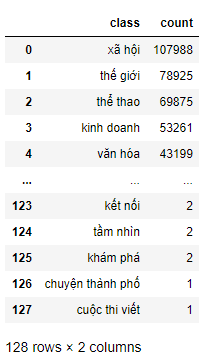 class count
0 xã hội 107988
1 thế giới 78925
2 thể thao 69875
3 kinh doanh 53261
4 văn hóa 43199
... ... ...
123 kết nối 2
124 tầm nhìn 2
125 khám phá 2
126 chuyện thành phố 1
127 cuộc thi viết 1
128 rows × 2 columns